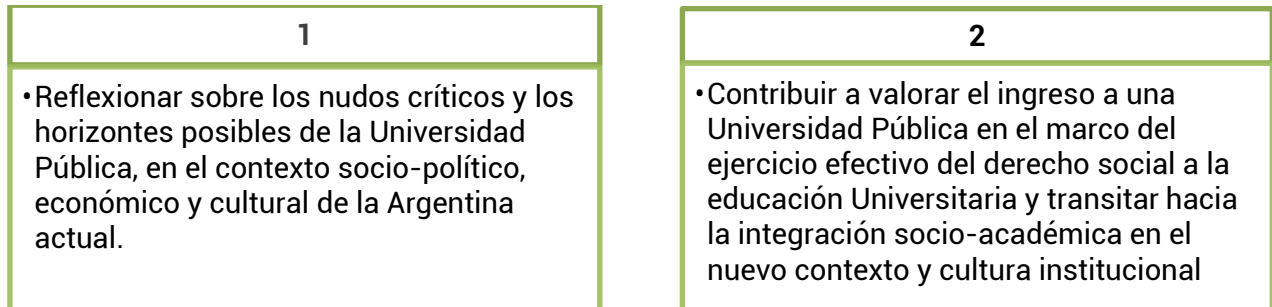 1
•Reflexionar sobre los nudos críticos y los
horizontes posibles de la Universidad
Pública, en el contexto socio-político,
económico y cultural de la Argentina
actual.
2
•Contribuir a valorar el ingreso a una
Universidad Pública en el marco del
ejercicio efectivo del derecho social a la
educación Universitaria y transitar hacia
la integración socio-académica en el
nuevo contexto y cultura institucional